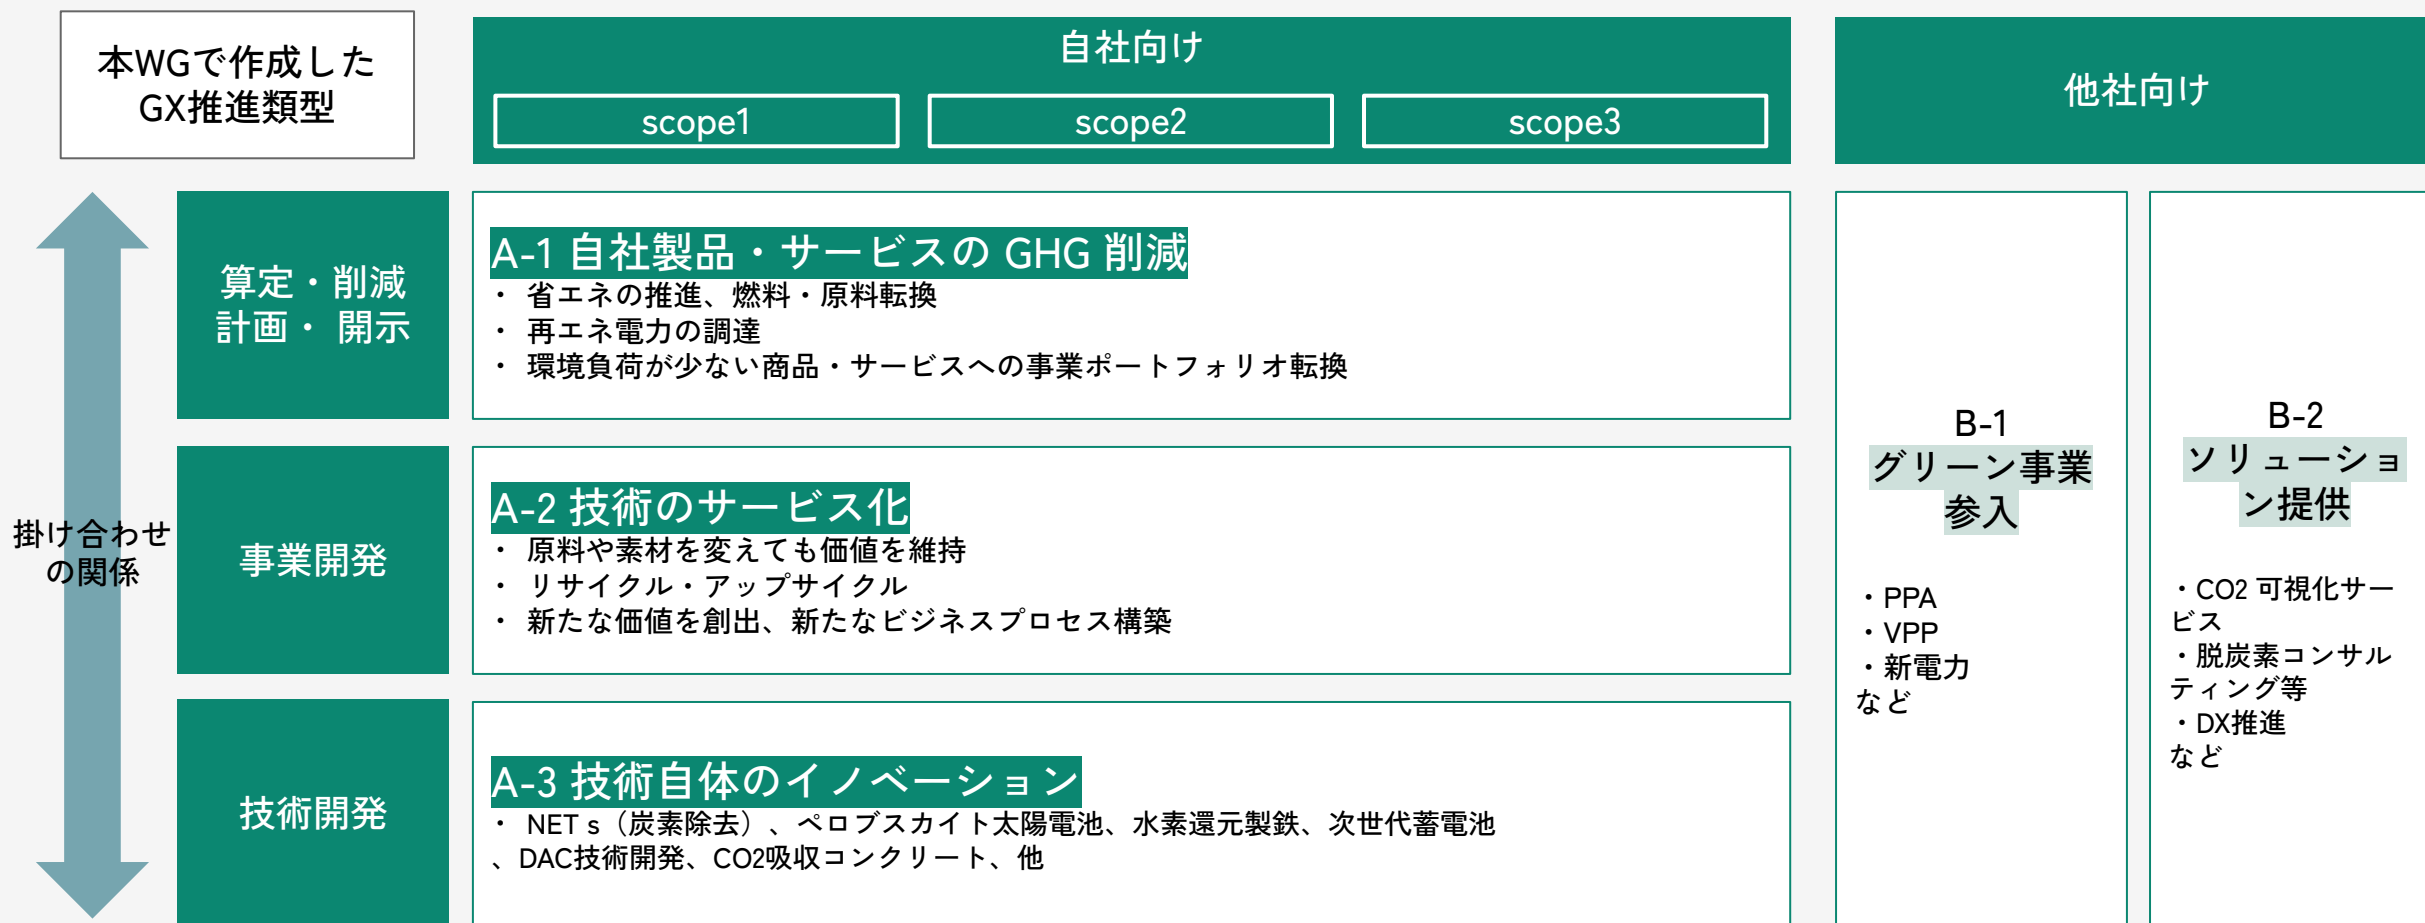 本WGで作成した
GX推進類型
自社向け
scope1
scope2
scope3
他社向け
掛け合わせ
の関係
算定・削減
計画・ 開示
A-1 自社製品・サービスの GHG 削減
・ 省エネの推進、燃料・原料転換
・ 再エネ電力の調達
・ 環境負荷が少ない商品・サービスへの事業ポートフォリオ転換
事業開発
A-2 技術のサービス化
・ 原料や素材を変えても価値を維持
・ リサイクル・アップサイクル
・ 新たな価値を創出、新たなビジネスプロセス構築
技術開発
A-3 技術自体のイノベーション
・ NET s（炭素除去）、ペロブスカイト太陽電池、水素還元製鉄、次世代蓄電池
、DAC技術開発、CO2吸収コンクリート、他
B-1
グリーン事業
参入
・PPA
・VPP
・新電力
など
B-2
ソリューショ
ン提供
・CO2 可視化サー
ビス
・脱炭素コンサル
ティング等
・DX推進
など